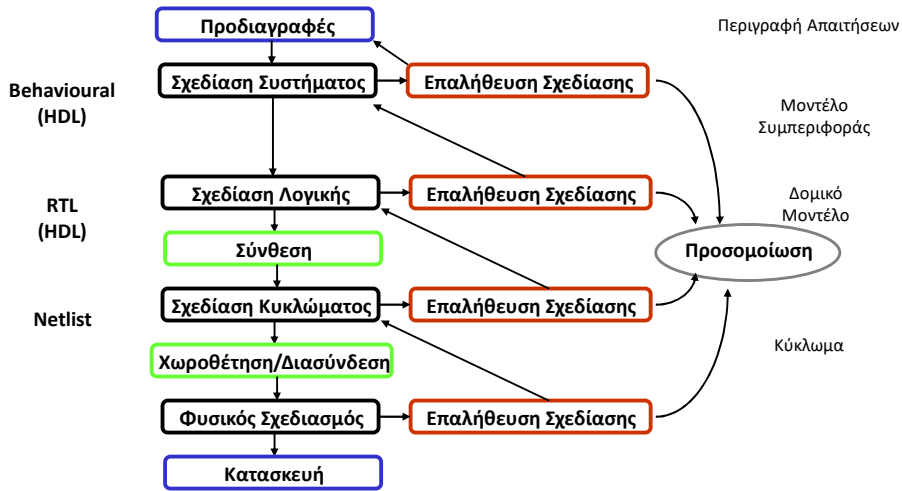 Προδιαγραφές
Περιγραφή Απαιτήσεων
Behavioural
(HDL)
Σχεδίαση Συστήματος
Επαλήθευση Σχεδίασης
Μοντέλο
Συμπεριφοράς
RTL
(HDL)
Σχεδίαση Λογικής
Επαλήθευση Σχεδίασης
Δομικό
Μοντέλο
Σύνθεση
Προσομοίωση
Netlist
Σχεδίαση Κυκλώματος
Επαλήθευση Σχεδίασης
Κύκλωμα
Χωροθέτηση/Διασύνδεση
Φυσικός Σχεδιασμός
Επαλήθευση Σχεδίασης
Κατασκευή